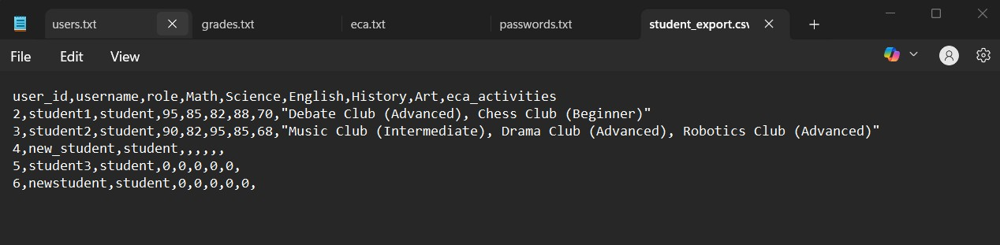 users.txt
grades.txt
eca.txt
passwords.txt
student_export.csv
File Edit View
user_id,username,role,Math,Science,English,History,Art,eca_activities
2,student1,student,95,85,82,88,70,"Debate Club (Advanced), Chess Club (Beginner)"
3,student2,student,90,82,95,85,68,"Music Club (Intermediate), Drama Club (Advanced), Robotics Club (Advanced)"
4,new_student,student,,,,,,
5,student3,student,0,0,0,0,0,
6,newstudent,student,0,0,0,0,0,